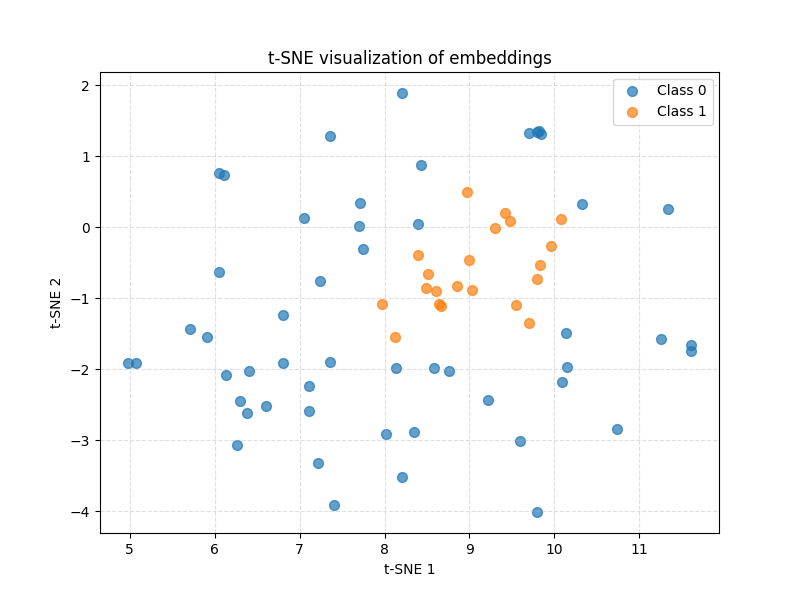 t-SNE visualization of embeddings
Class 0
Class 1
2
1
0
−1
−2
−3
−4
t-SNE 2
5
6
7
8
9
10
11
t-SNE 1